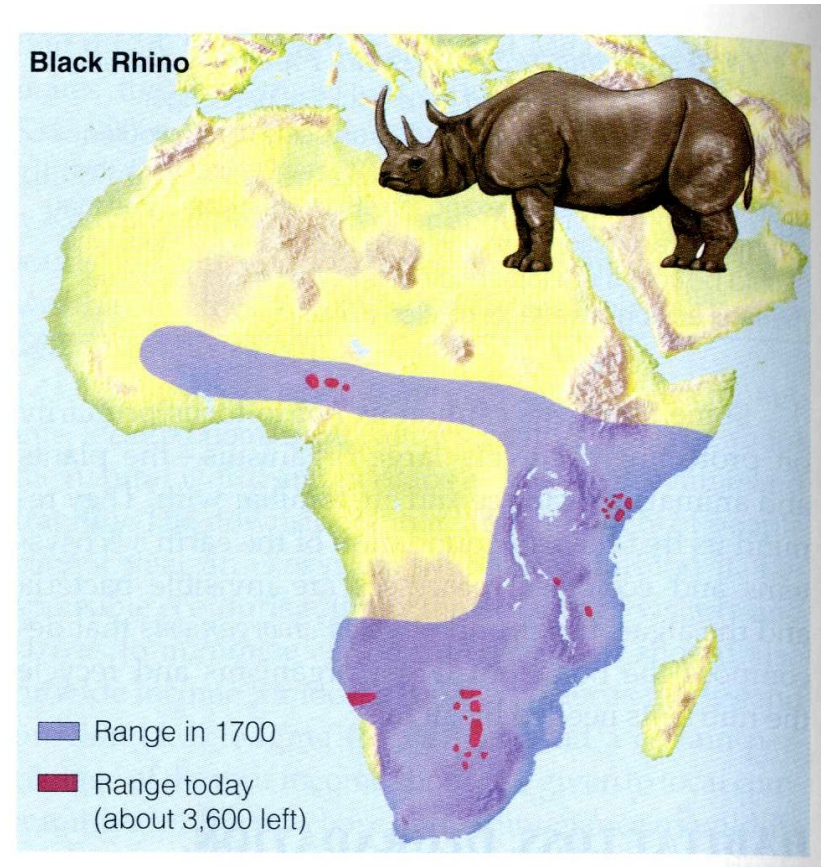 Black Rhino
Range in 1700
Range today
(about 3,600 left)